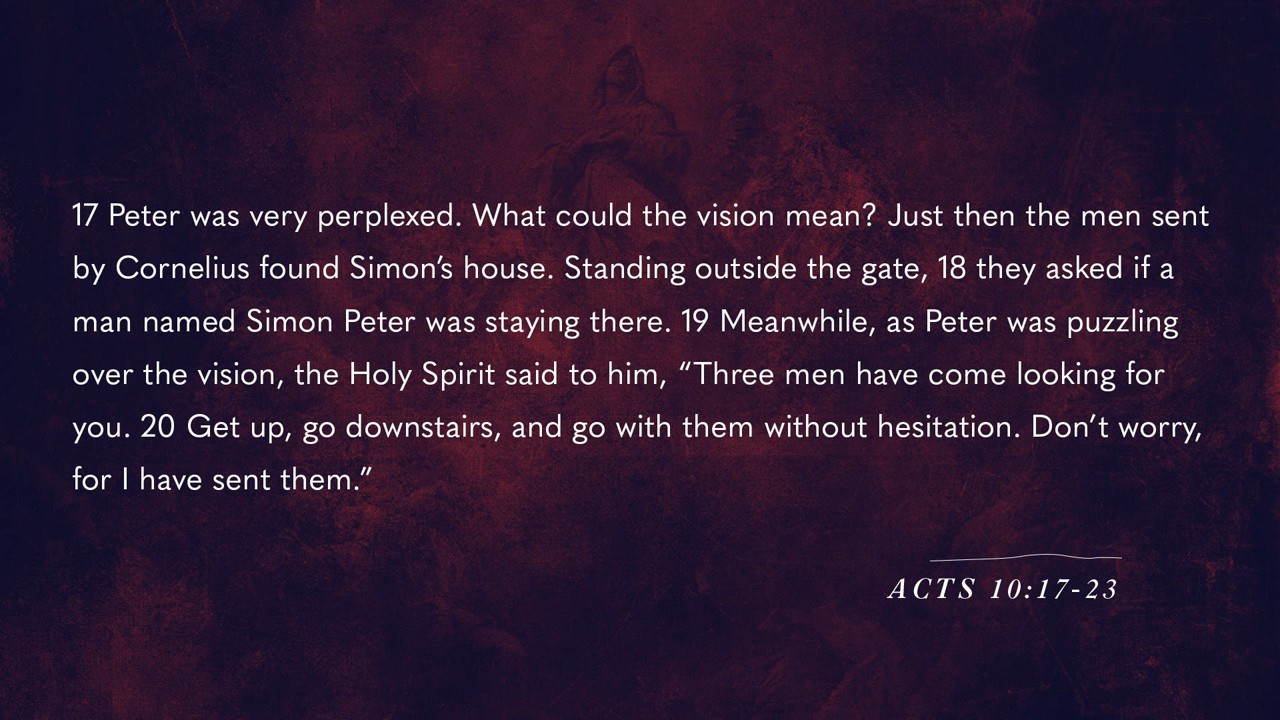 17 Peter was very perplexed. What could the vision mean? Just then the men sent
by Cornelius found Simon’s house. Standing outside the gate, 18 they asked if a
man named Simon Peter was staying there. 19 Meanwhile, as Peter was puzzling
over the vision, the Holy Spirit said to him, “Three men have come looking for
you. 20 Get up, go downstairs, and go with them without hesitation. Don’t worry,
for I have sent them.”
ACTS 10:17-23